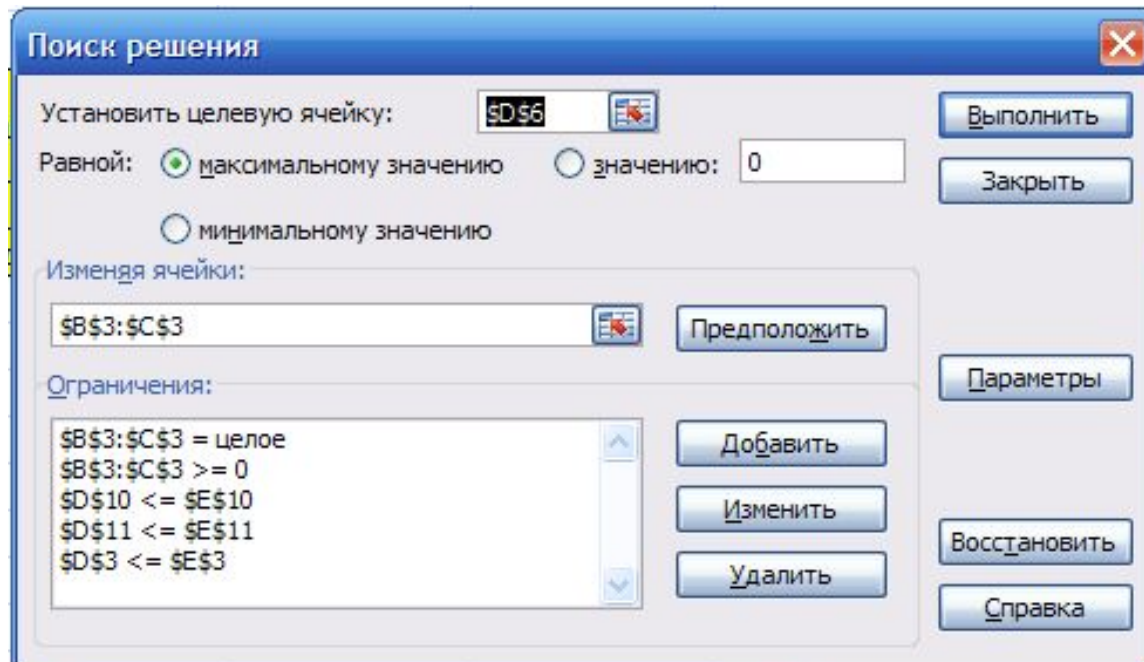 Поиск решения
Установить целевую ячейку: $D$6
Выполнить
Равной: максимальному значению значению: 0
Закрыть
минимальному значению
Изменяя ячейки:
$B$3:$C$3
Предположить
Параметры
Ограничения:
$B$3:$C$3 = целое
$B$3:$C$3 >= 0
$D$10 <= $E$10
$D$11 <= $E$11
$D$3 <= $E$3
Добавить
Изменить
Удалить
Восстановить
Справка